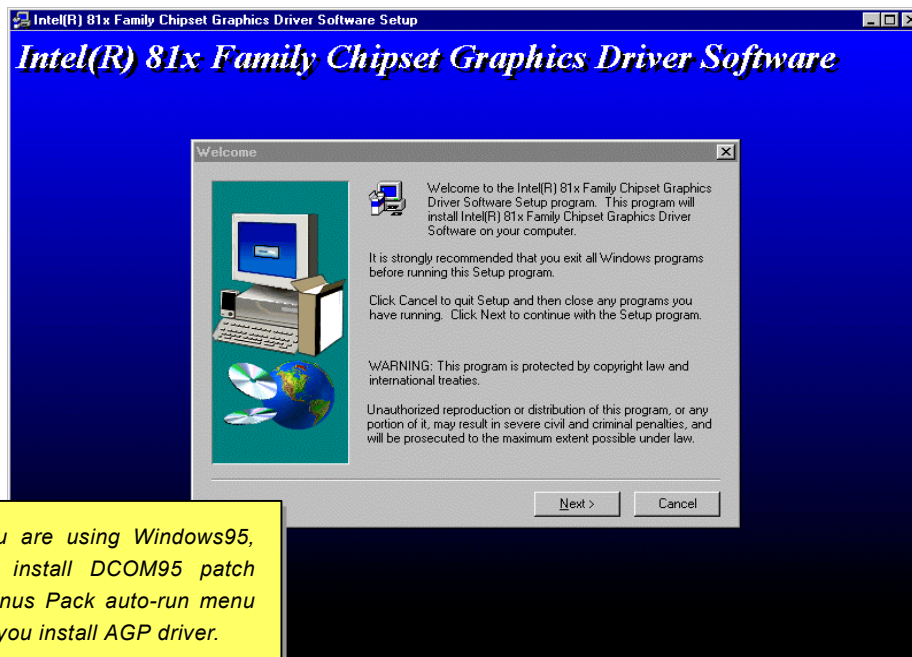 Intel(R) 81x Family Chipset Graphics Driver Software Setup
Intel(R) 81x Family Chipset Graphics Driver Software
Welcome
Welcome to the Intel(R) 81x Family Chipset Graphics
Driver Software Setup program. This program will
install Intel(R) 81x Family Chipset Graphics Driver
Software on your computer.
It is strongly recommended that you exit all Windows programs
before running this Setup program.
Click Cancel to quit Setup and then close any programs you
have running. Click Next to continue with the Setup program.
WARNING: This program is protected by copyright law and
international treaties.
Unauthorized reproduction or distribution of this program, or any
portion of it, may result in severe civil and criminal penalties, and
will be prosecuted to the maximum extent possible under law.
Next >
Cancel
are using Windows95,
install DCOM95 patch
Pack auto-run menu
you install AGP driver.